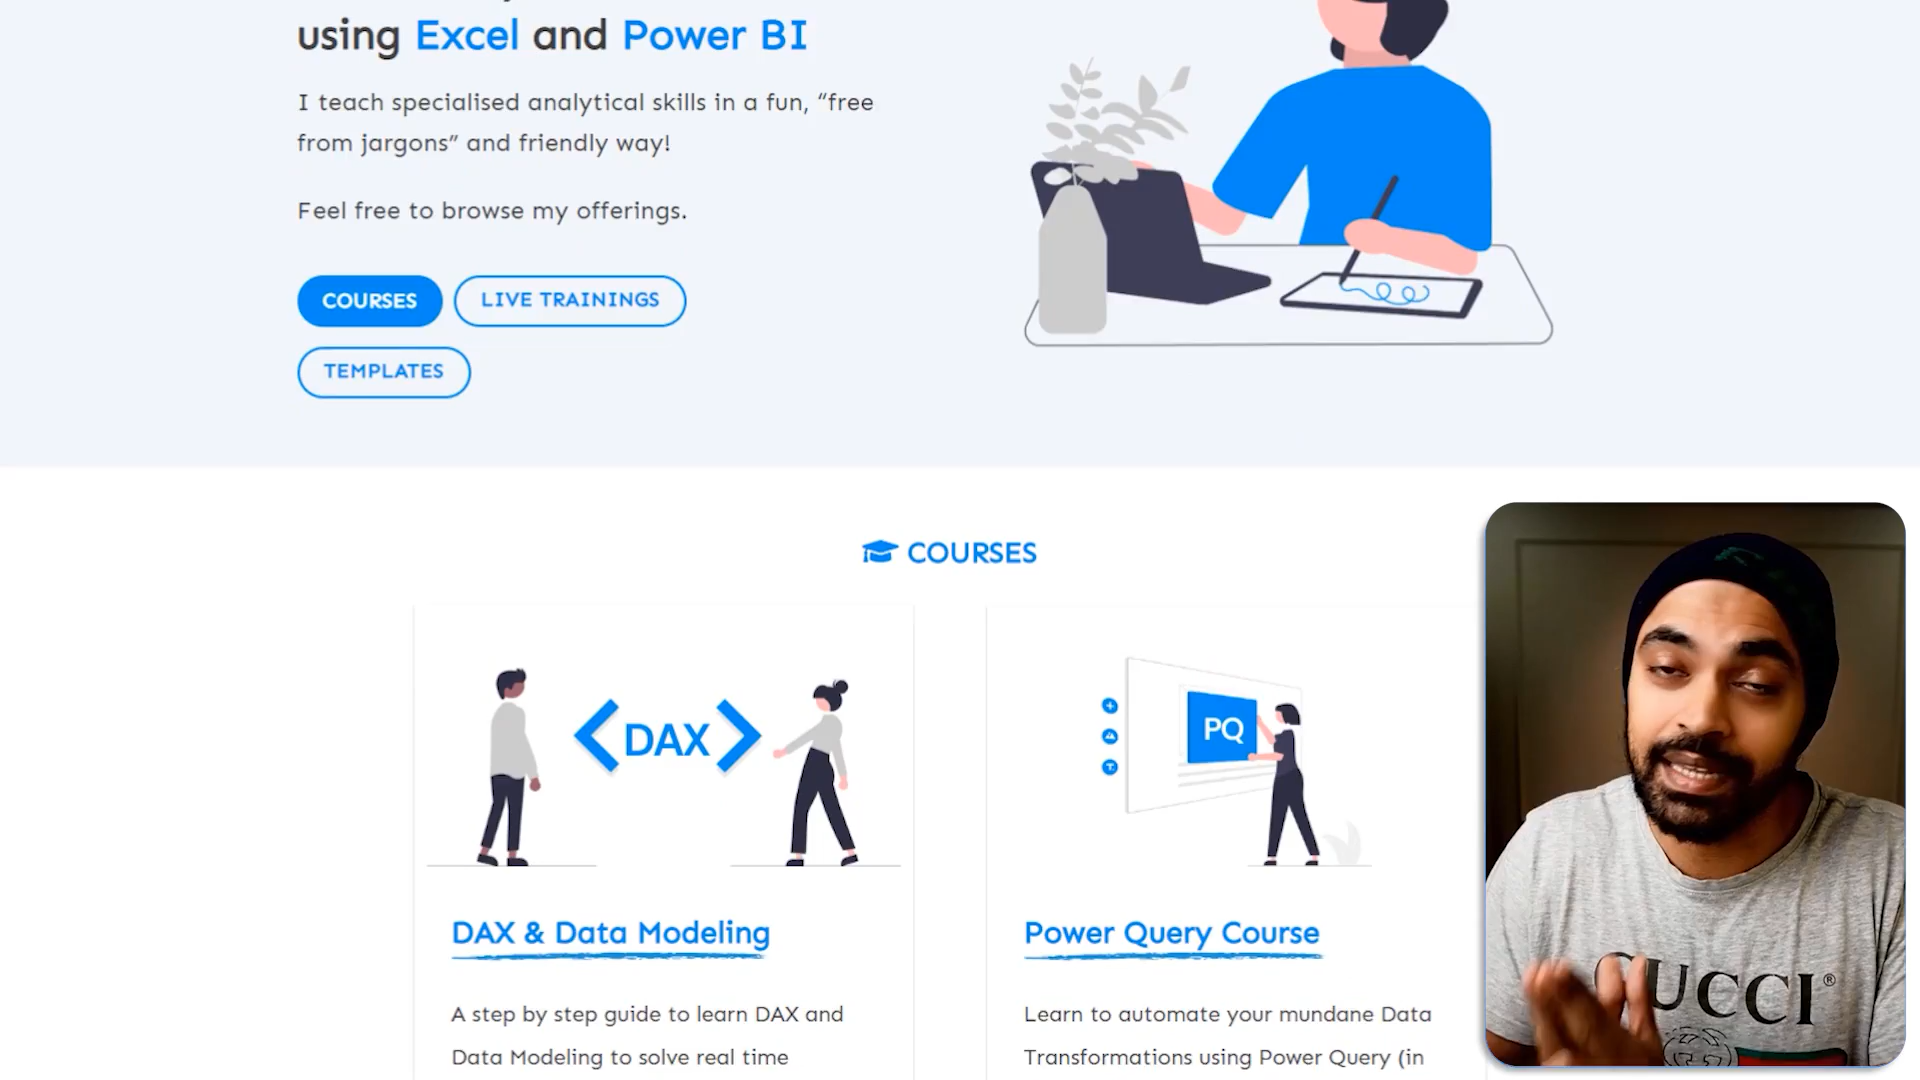 using Excel and Power BI
I teach specialised analytical skills in a fun, “free
from jargons” and friendly way!
Feel free to browse my offerings.
COURSES
LIVE TRAININGS
TEMPLATES
COURSES
<DAX>
PQ
DAX & Data Modeling
Power Query Course
A step by step guide to learn DAX and
Data Modeling to solve real time
Learn to automate your mundane Data
Transformations using Power Query (in
GUCCI®